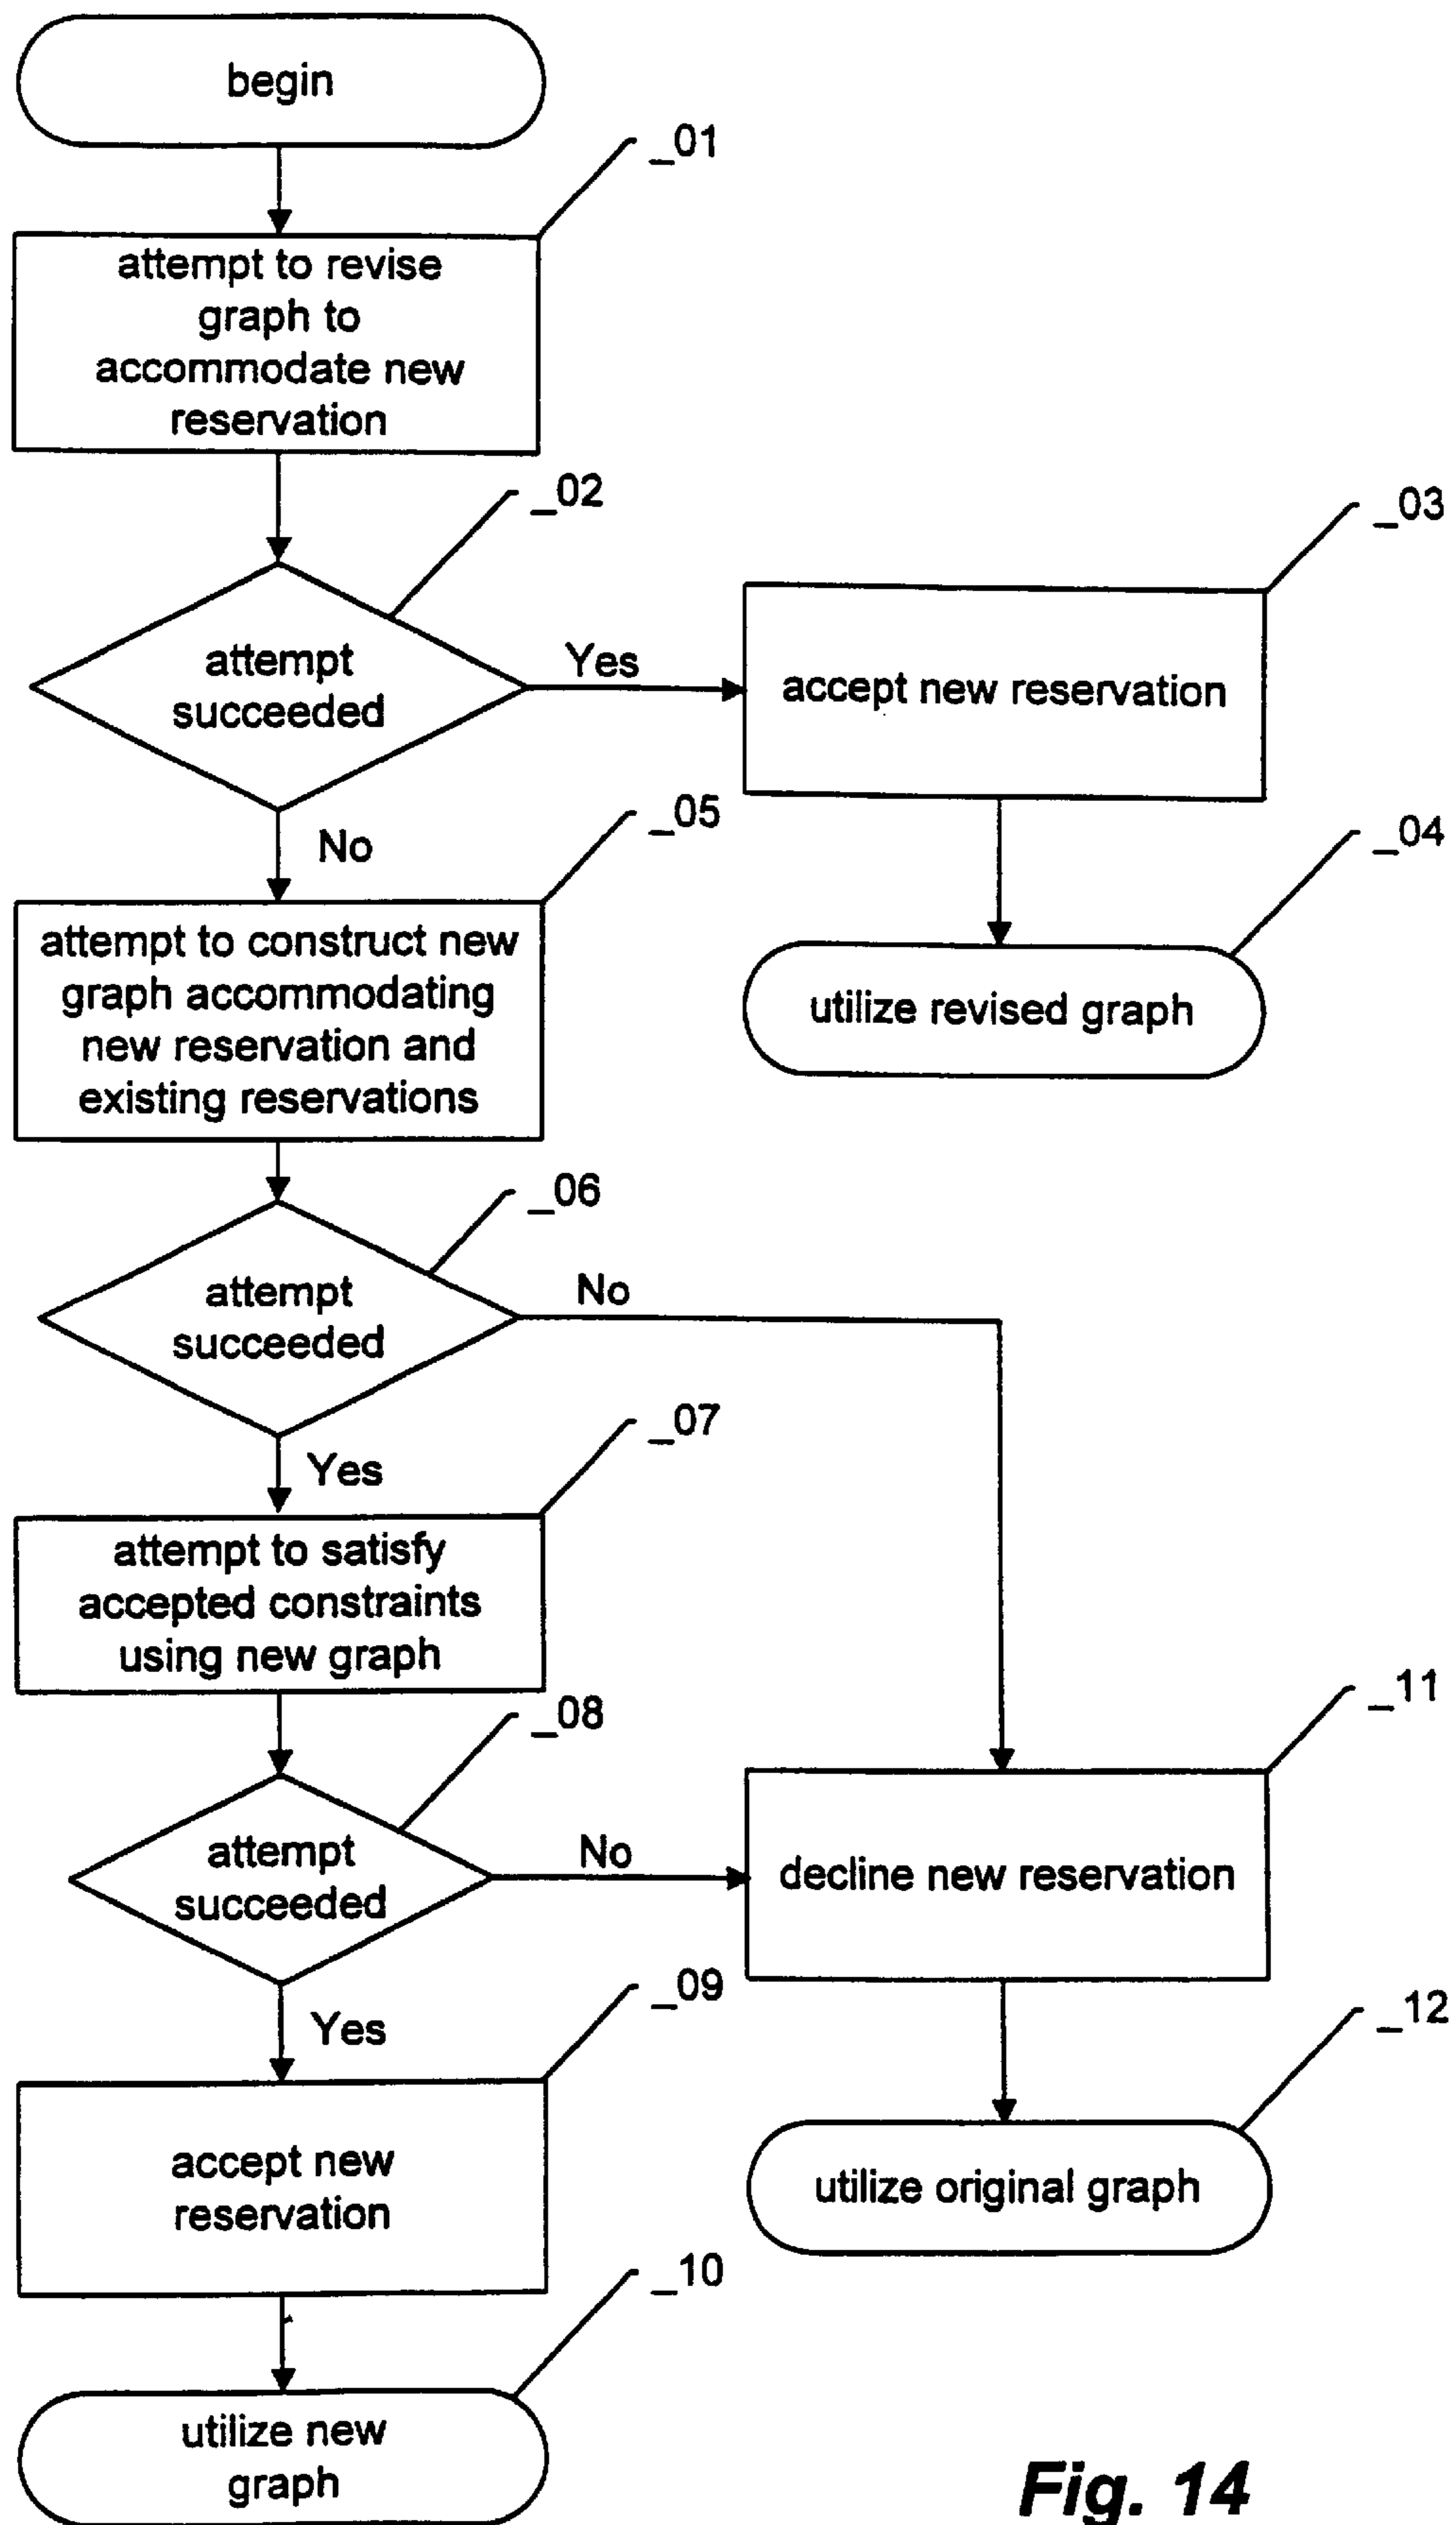 begin
_01
attempt to revise
graph to
accommodate new
reservation
_02
attempt
succeeded
Yes
_03
accept new reservation
_04
utilize revised graph
No
_05
attempt to construct new
graph accommodating
new reservation and
existing reservations
_06
attempt
succeeded
No
Yes
_07
attempt to satisfy
accepted constraints
using new graph
_08
attempt
succeeded
No
_11
decline new reservation
_12
utilize original graph
Yes
_09
accept new
reservation
_10
utilize new
graph
Fig. 14